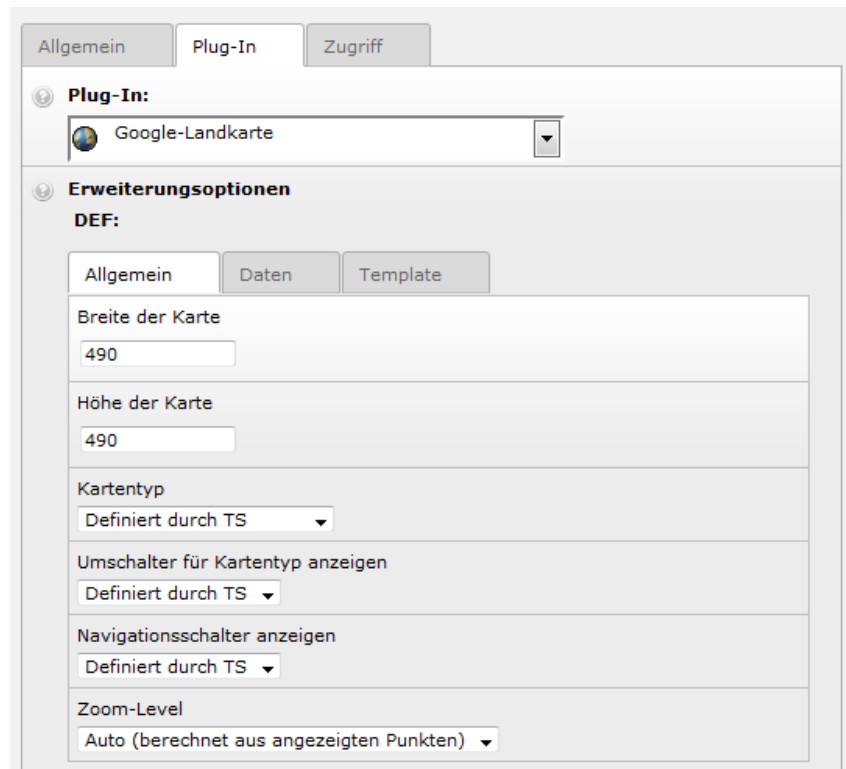 Allgemein Plug-In Zugriff
Plug-In:
Google-Landkarte
Erweiterungsoptionen
DEF:
Allgemein Daten Template
Breite der Karte
490
Höhe der Karte
490
Kartentyp
Definiert durch TS
Umschalter für Kartentyp anzeigen
Definiert durch TS
Navigationsschalter anzeigen
Definiert durch TS
Zoom-Level
Auto (berechnet aus angezeigten Punkten)